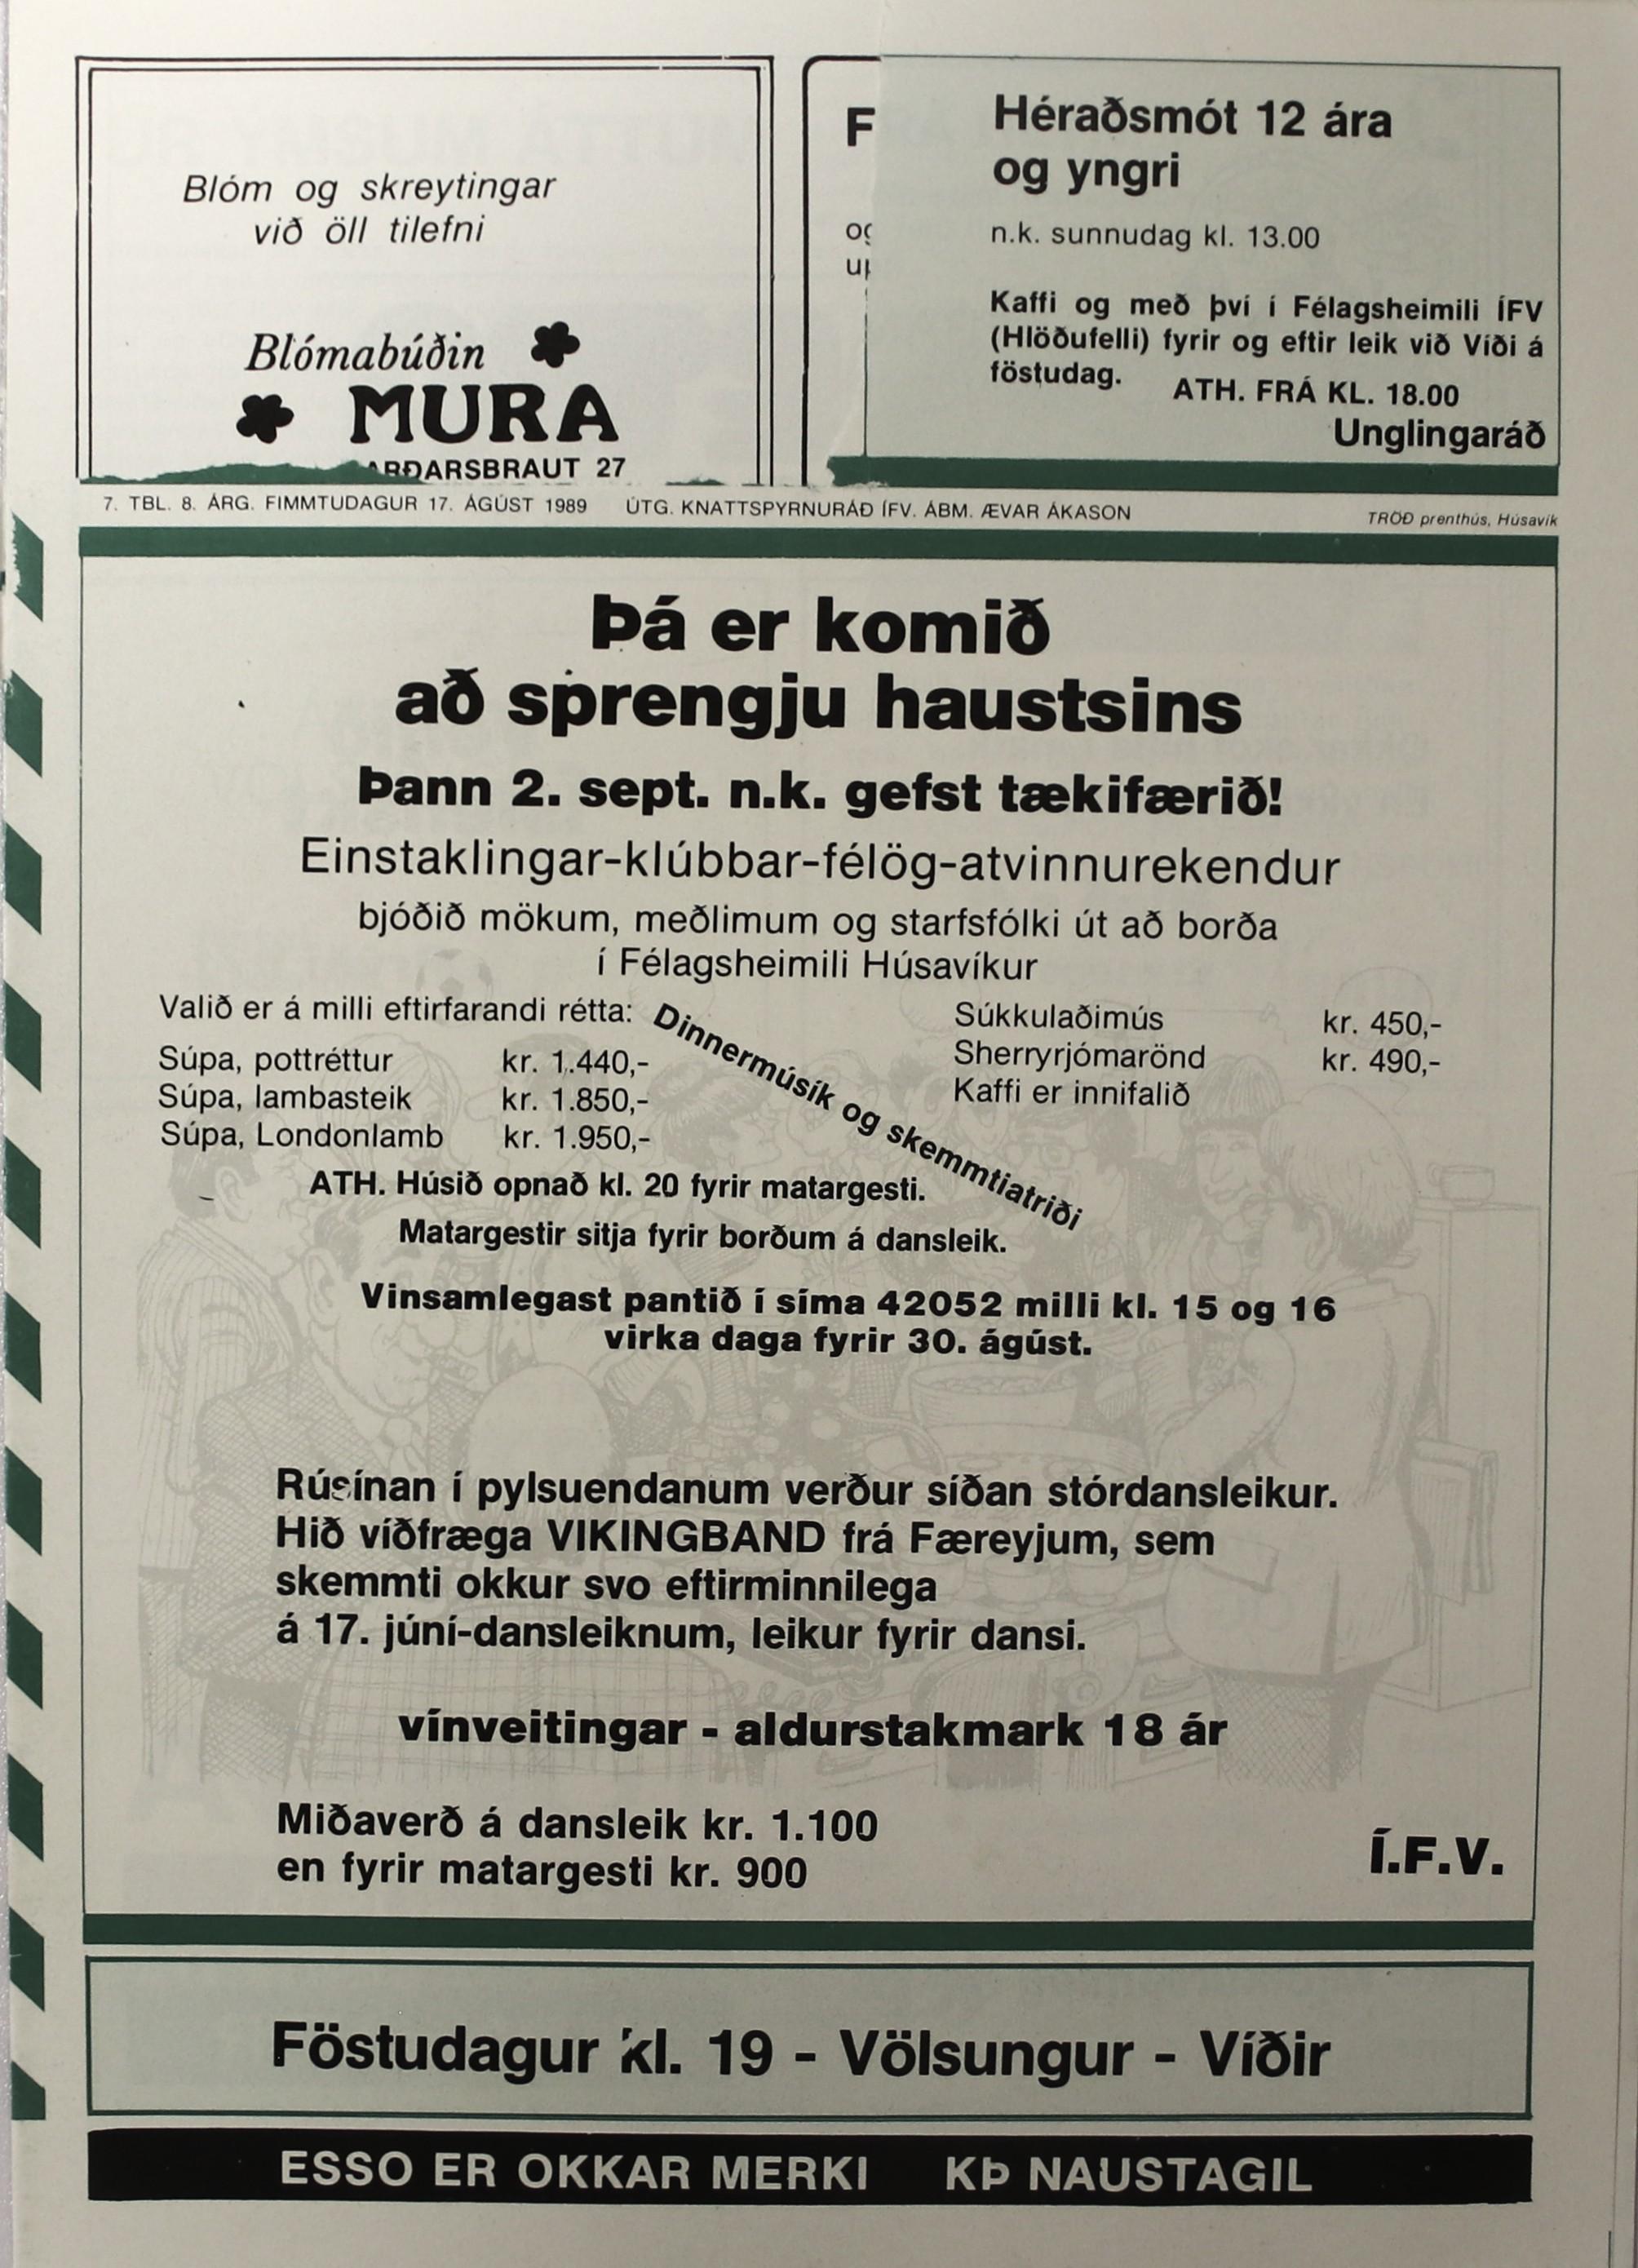 Blóm og skreytingar
við öll tilefni
Blómabúðin
MURA
ARÐARSBRAUT 27
F
Héraðsmót 12 ára
og yngri
n.k. sunnudag kl. 13.00
Kaffi og með því í Félagsheimili ÍFV
(Hlöðufelli) fyrir og eftir leik við Víði á
föstudag. ATH. FRÁ KL. 18.00
Unglingaráð
7. TBL. 8. ÁRG. FIMMTUDAGUR 17. ÁGÚST 1989 ÚTG. KNATTSPYRNURÁÐ ÍFV. ÁBM. ÆVAR ÁKASON
TRÖÐ prenthús, Húsavík
Þá er komið
að sprengju haustsins
Þann 2. sept. n.k. gefst tækifærið!
Einstaklingar-klúbbar-félög-atvinnurekendur
bjóðið mökum, meðlimum og starfsfólki út að borða
í Félagsheimili Húsavíkur
Valið er á milli eftirfarandi rétta:
Súpa, pottréttur kr. 1.440,-
Súpa, lambasteik kr. 1.850,-
Súpa, Londonlamb kr. 1.950,-
Dinnermúsík og skemmtiatriði
Súkkulaðimús kr. 450,-
Sherryrjómarönd kr. 490,-
Kaffi er innifalið
ATH. Húsið opnað kl. 20 fyrir matargesti.
Matargestir sitja fyrir borðum á dansleik.
Vinsamlegast pantið í síma 42052 milli kl. 15 og 16
virka daga fyrir 30. ágúst.
Rúsínan í pylsuendanum verður síðan stórdansleikur.
Hið víðfræga VIKINGBAND frá Færeyjum, sem
skemmti okkur svo eftirminnilega
á 17. júní-dansleiknum, leikur fyrir dansi.
vínveitingar - aldurstakmark 18 ár
Miðaverð á dansleik kr. 1.100
en fyrir matargesti kr. 900
Í.F.V.
Föstudagur kl. 19 - Völsungur - Víðir
ESSO ER OKKAR MERKI KÞ NAUSTAGIL